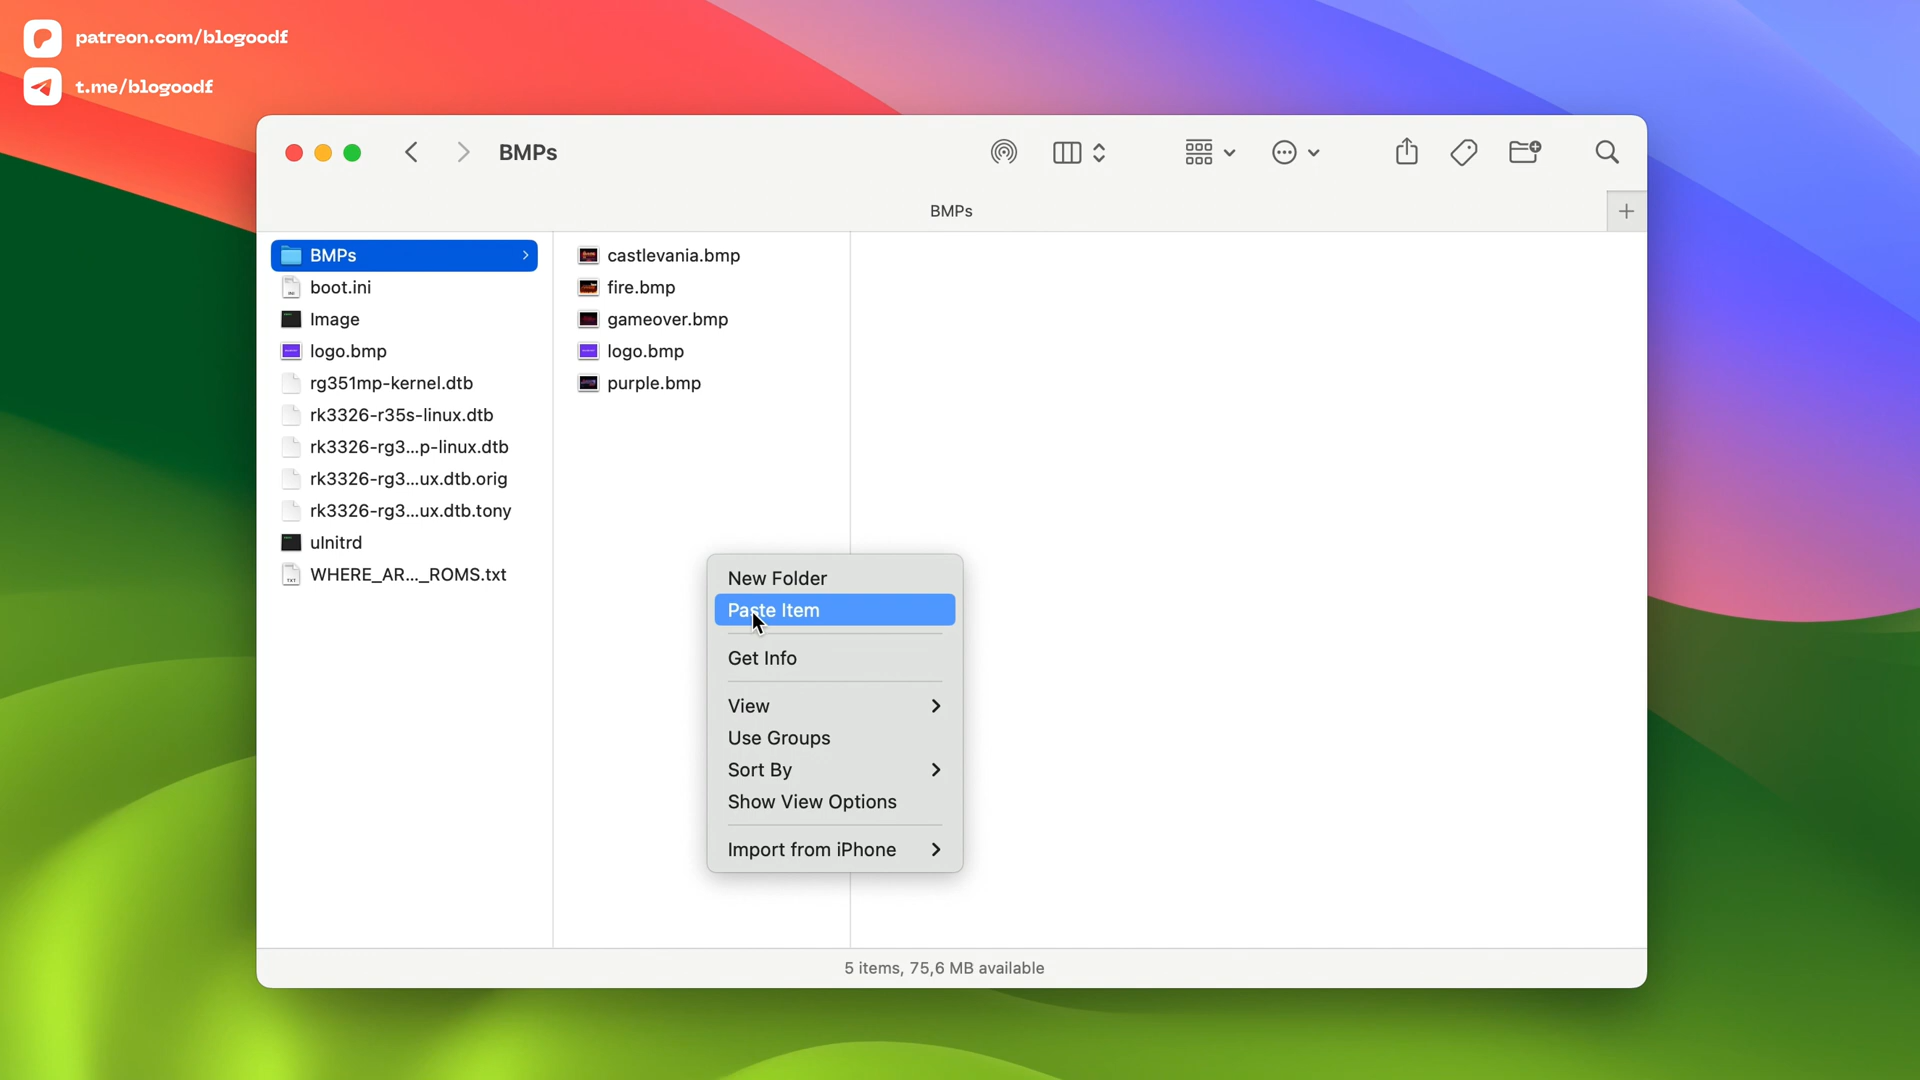 patreon.com/blogoodf
t.me/blogoodf
BMPs
BMPs
BMPs
boot.ini
Image
logo.bmp
rg351mp-kernel.dtb
rk3326-r35s-linux.dtb
rk3326-rg3...p-linux.dtb
rk3326-rg3...ux.dtb.orig
rk3326-rg3...ux.dtb.tony
uInitrd
WHERE_AR..._ROMS.txt
castlevania.bmp
fire.bmp
gameover.bmp
logo.bmp
purple.bmp
New Folder
Paste Item
Get Info
View
Use Groups
Sort By
Show View Options
Import from iPhone
5 items, 75,6 MB available